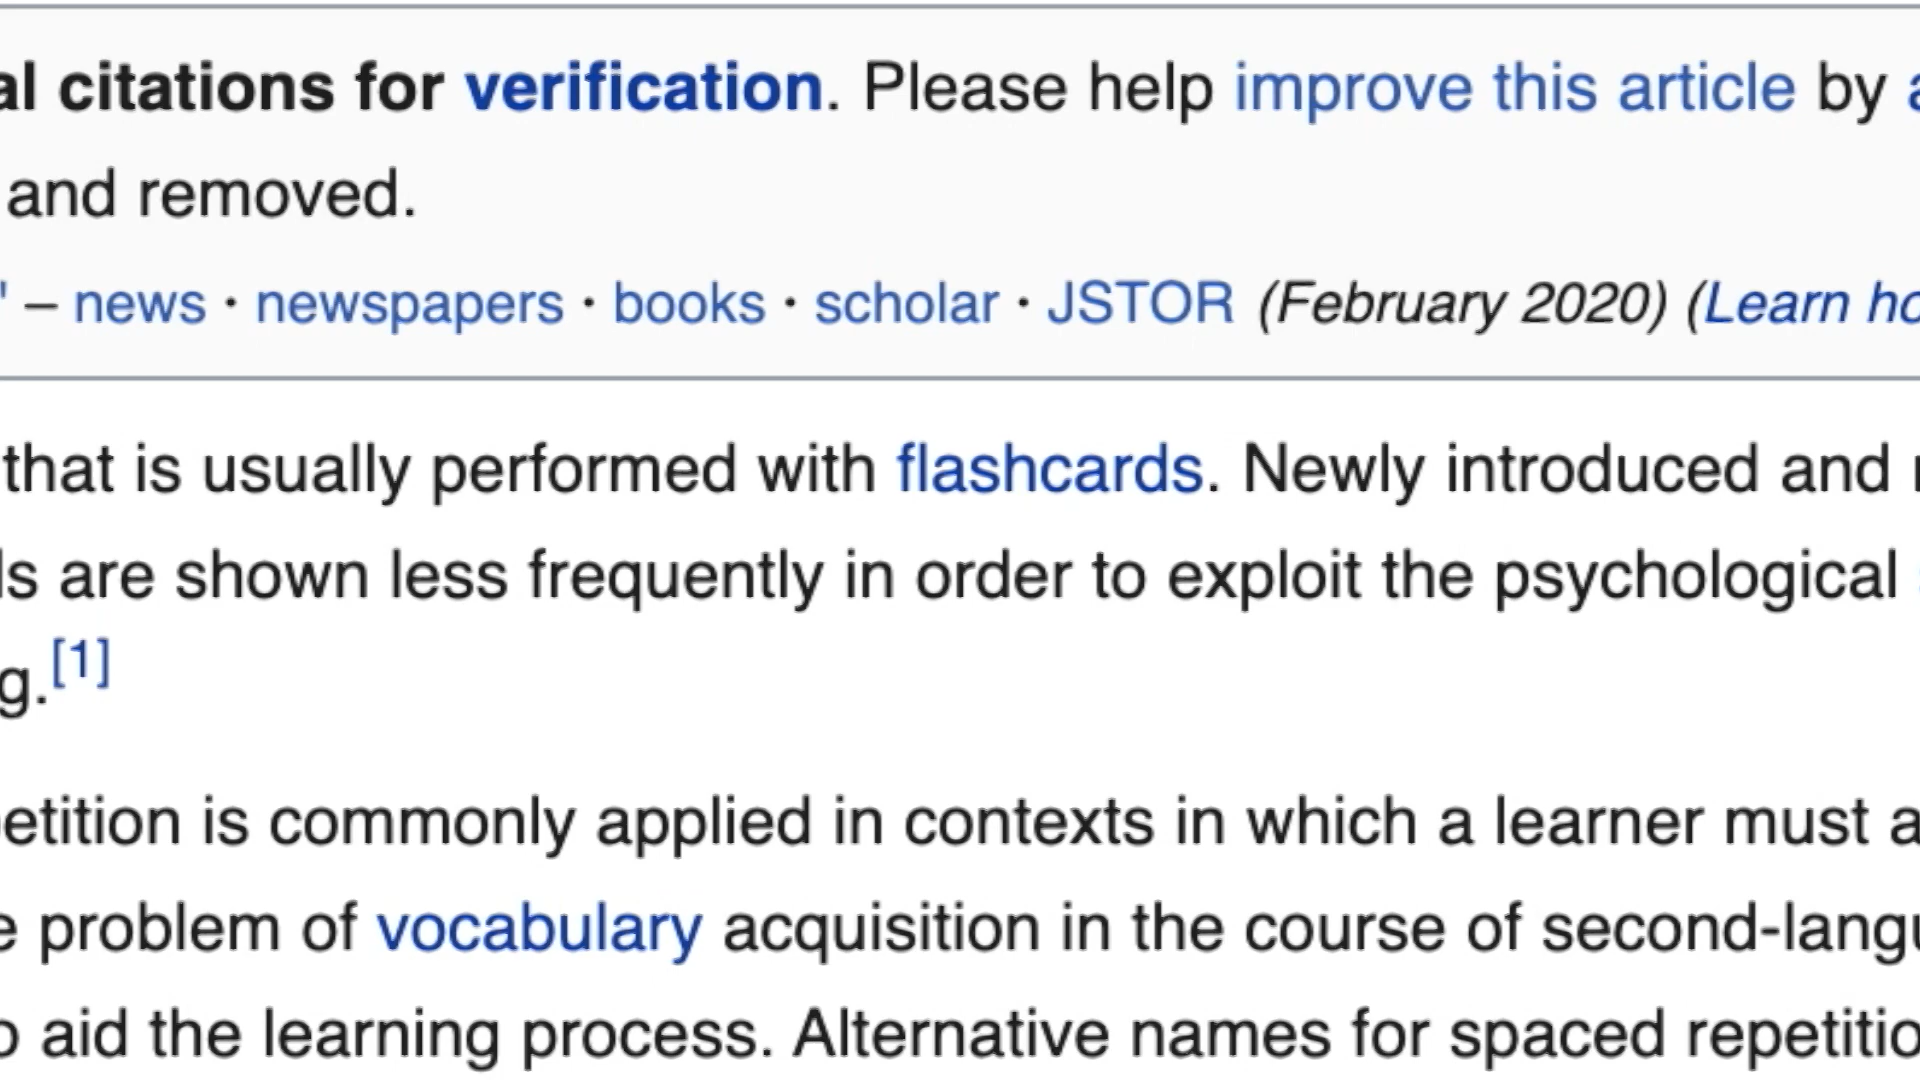 al citations for verification. Please help improve this article by
and removed.
" – news · newspapers · books · scholar · JSTOR (February 2020) (Learn ho
that is usually performed with flashcards. Newly introduced and
ls are shown less frequently in order to exploit the psychological
g.[1]
etition is commonly applied in contexts in which a learner must a
e problem of vocabulary acquisition in the course of second-langu
o aid the learning process. Alternative names for spaced repetitio